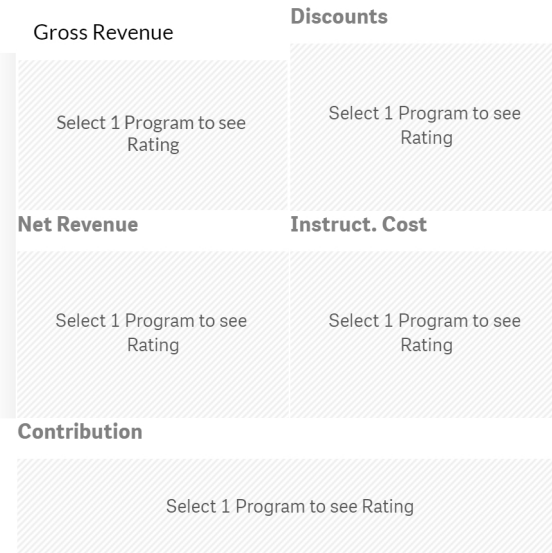 Gross Revenue
Select 1 Program to see
Rating
Discounts
Select 1 Program to see
Rating
Net Revenue
Select 1 Program to see
Rating
Instruct. Cost
Select 1 Program to see
Rating
Contribution
Select 1 Program to see Rating